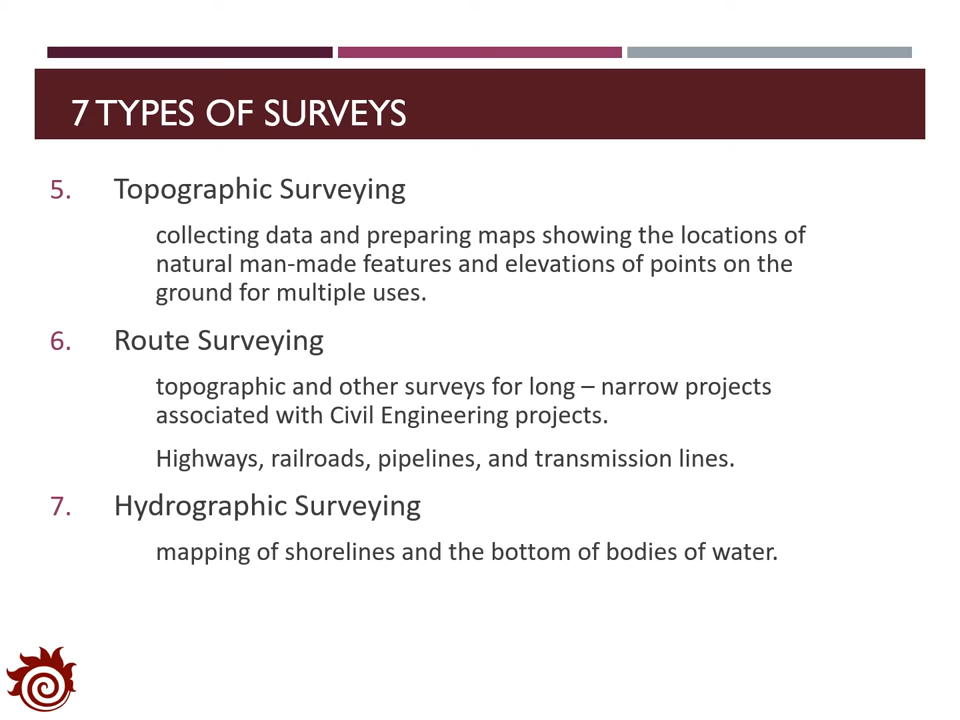 7 TYPES OF SURVEYS
5. Topographic Surveying
collecting data and preparing maps showing the locations of
natural man-made features and elevations of points on the
ground for multiple uses.
6. Route Surveying
topographic and other surveys for long – narrow projects
associated with Civil Engineering projects.
Highways, railroads, pipelines, and transmission lines.
7. Hydrographic Surveying
mapping of shorelines and the bottom of bodies of water.